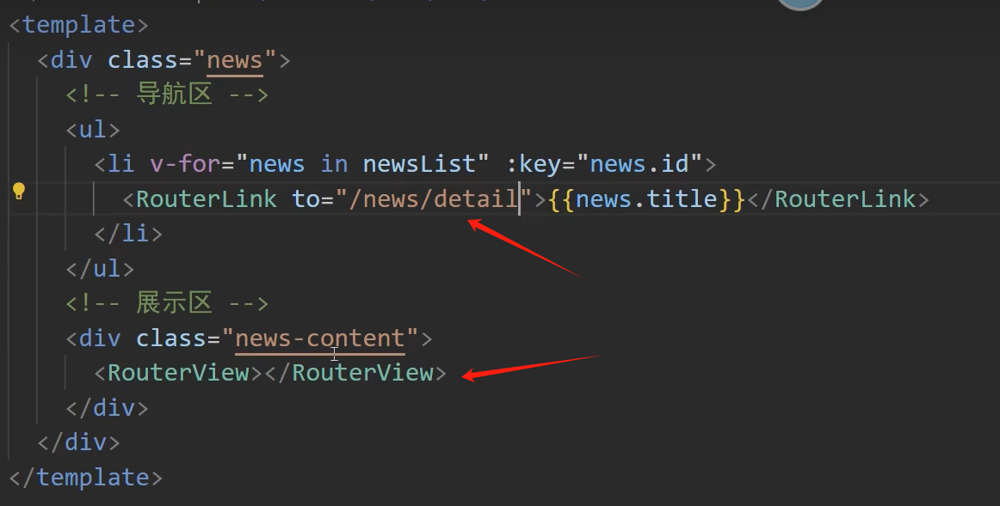 <template>
<div class="news">
<!-- 导航区 -->
<ul>
<li v-for="news in newsList" :key="news.id">
<RouterLink to="/news/detail">{{news.title}}</RouterLink>
</li>
</ul>
<!-- 展示区 -->
<div class="news-content">
<RouterView></RouterView>
</div>
</div>
</template>